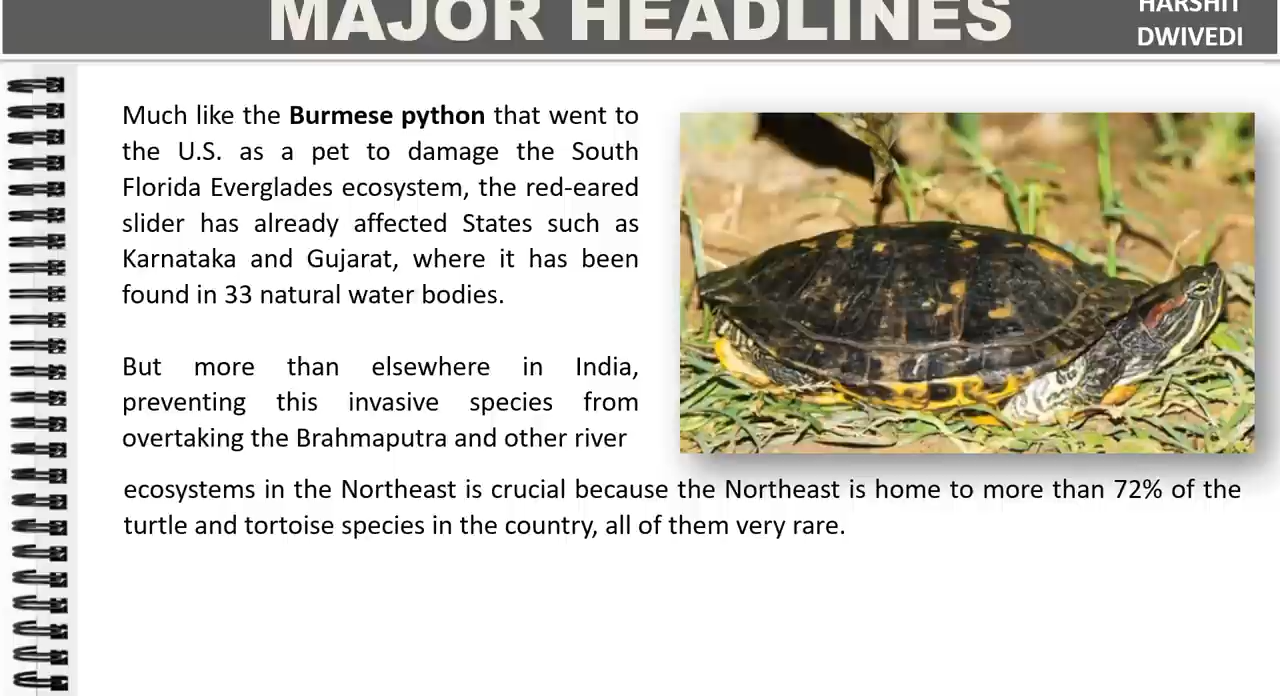 MAJOR HEADLINES
HARSHIT
DWIVEDI
Much like the Burmese python that went to
the U.S. as a pet to damage the South
Florida Everglades ecosystem, the red-eared
slider has already affected States such as
Karnataka and Gujarat, where it has been
found in 33 natural water bodies.
But more than elsewhere in India,
preventing this invasive species from
overtaking the Brahmaputra and other river
ecosystems in the Northeast is crucial because the Northeast is home to more than 72% of the
turtle and tortoise species in the country, all of them very rare.